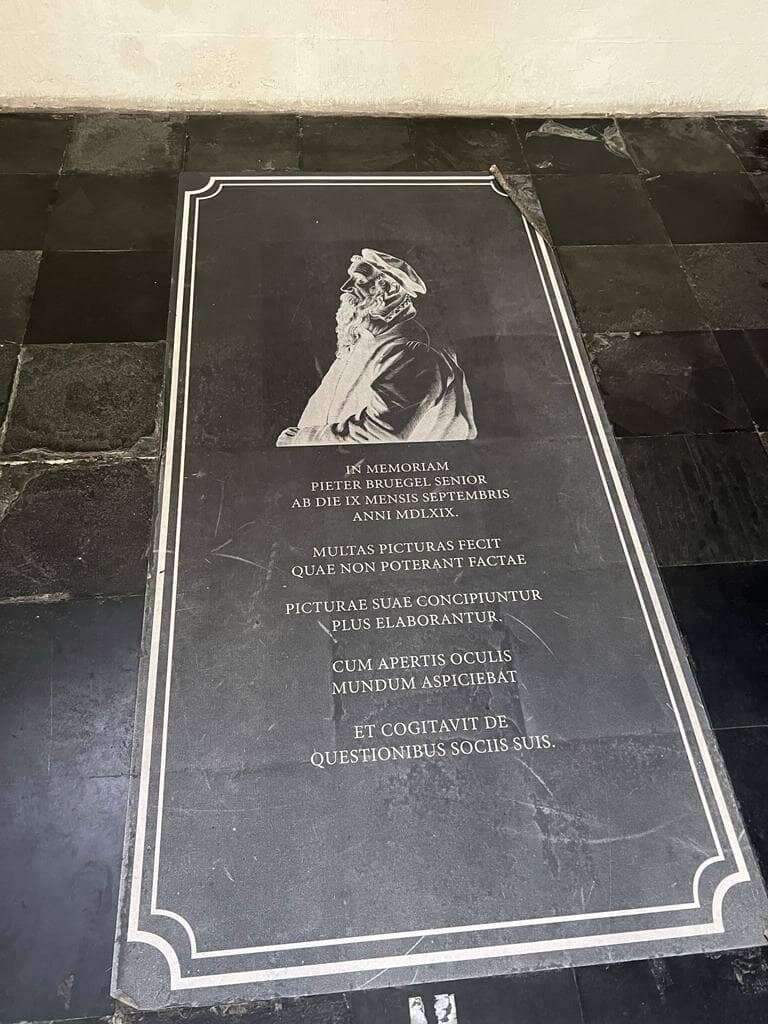 IN MEMORIAM
PIETER BRUEGEL SENIOR
AB DIE IX MENSIS SEPTEMBRIS
ANNI MDLXIX.
MULTAS PICTURAS FECIT
QUAE NON POTERANT FACTAE
PICTURAE SUAE CONCIPIUNTUR
PLUS ELABORANTUR.
CUM APERTIS OCULIS
MUNDUM ASPICIEBAT
ET COGITAVIT DE
QUESTIONIBUS SOCIIS SUIS.